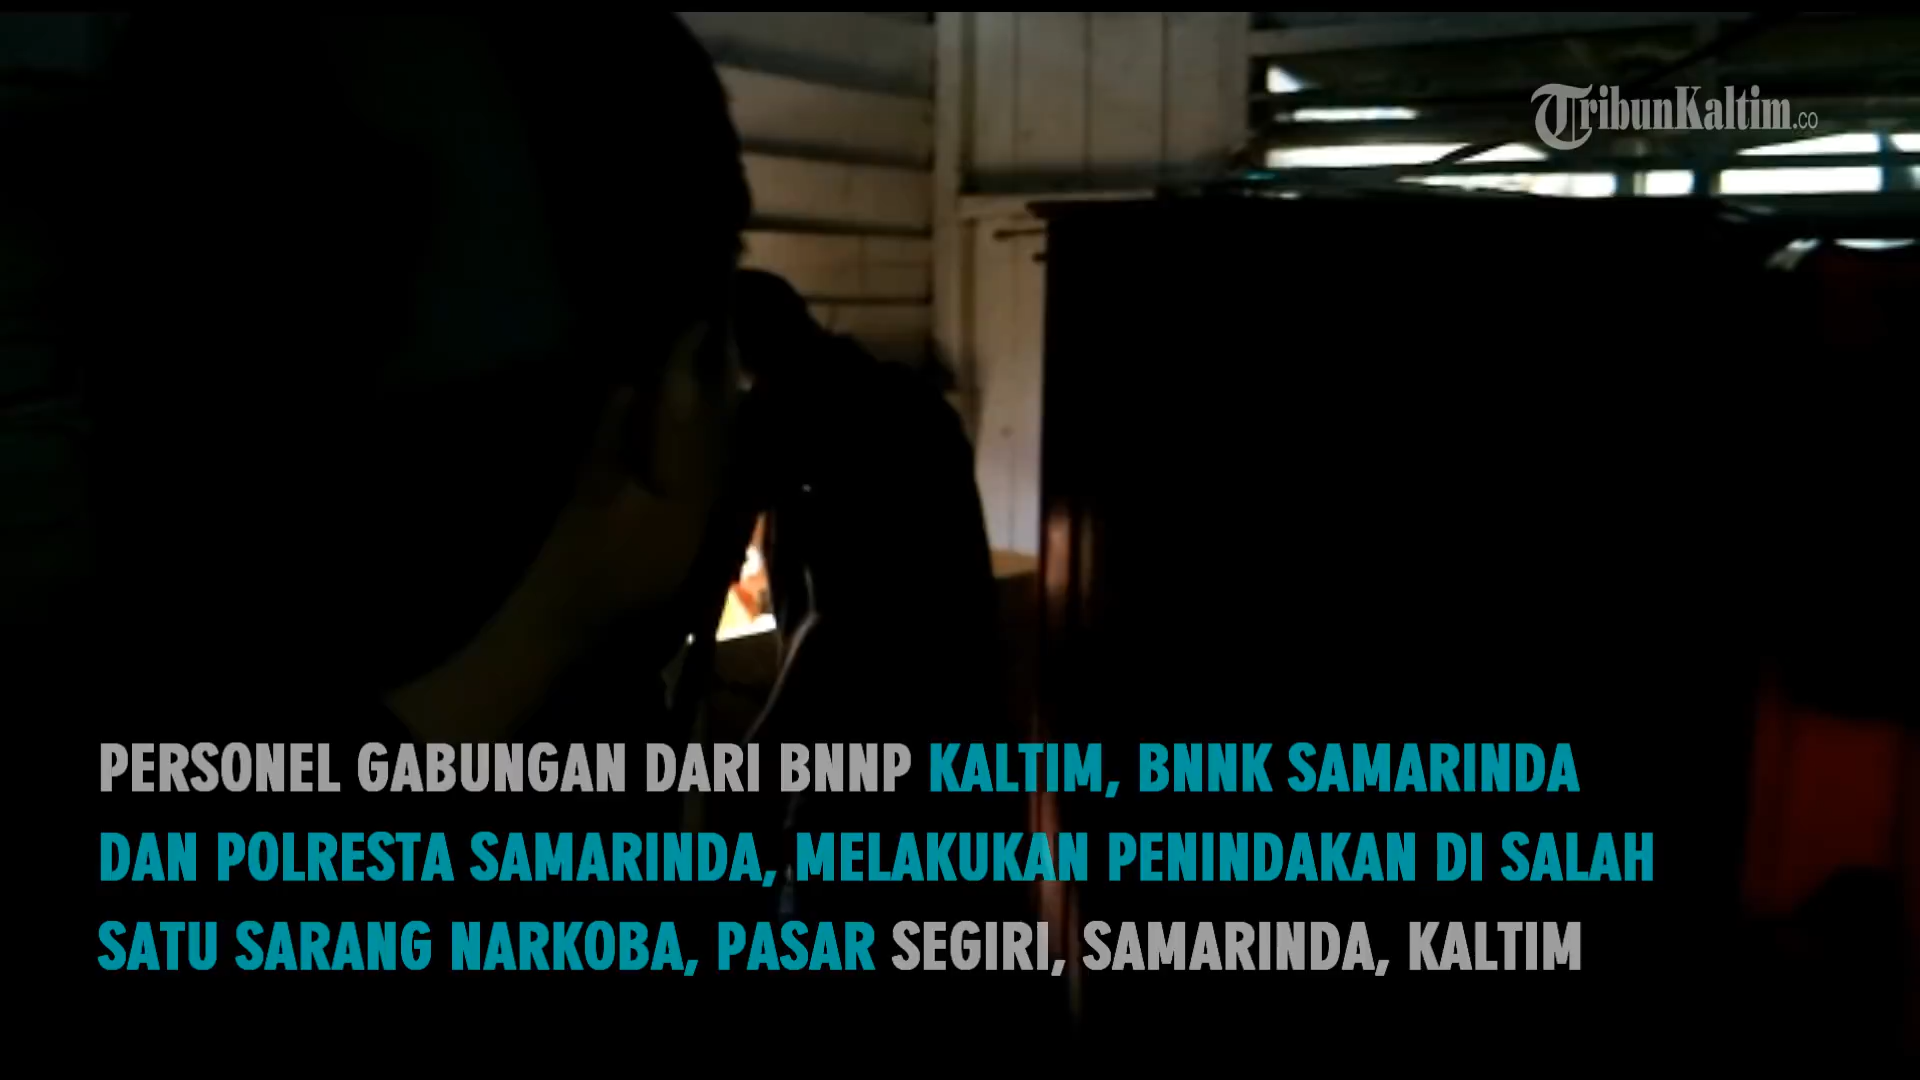 TribunKaltim.co
PERSONEL GABUNGAN DARI BNNP KALTIM, BNNK SAMARINDA
DAN POLRESTA SAMARINDA, MELAKUKAN PENINDAKAN DI SALAH
SATU SARANG NARKOBA, PASAR SEGIRI, SAMARINDA, KALTIM